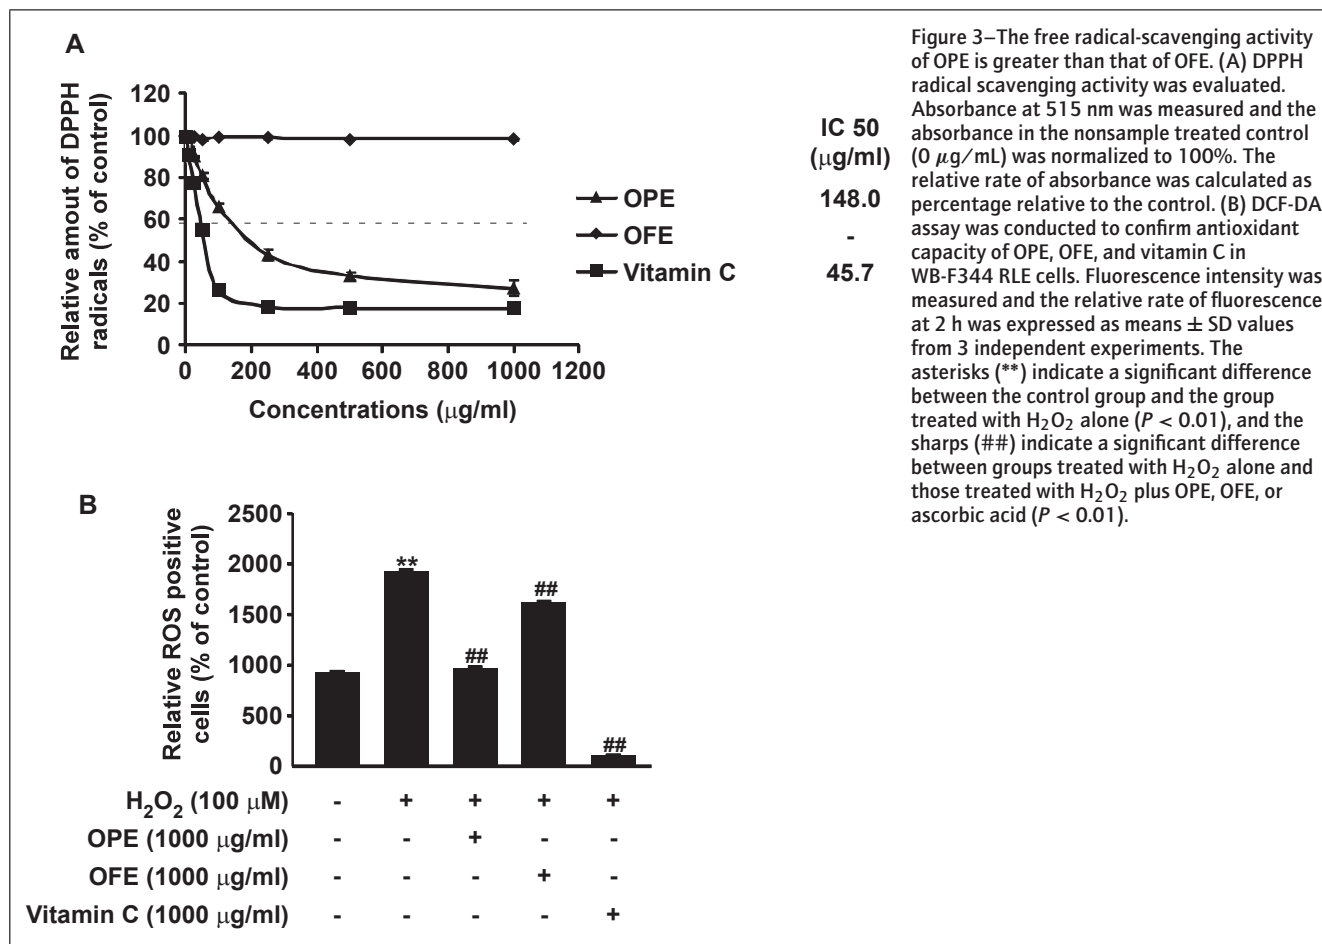 A
120
100
80
60
40
20
0
Relative amout of DPPH
radicals (% of control)
0 200 400 600 800 1000 1200
Concentrations (μg/ml)
IC 50
(μg/ml)
OPE 148.0
OFE -
Vitamin C 45.7
B
2500
2000
1500
1000
500
0
Relative ROS positive
cells (% of control)
**
##
##
##
H2O2 (100 μM) - + + + +
OPE (1000 μg/ml) - - + - -
OFE (1000 μg/ml) - - - + -
Vitamin C (1000 μg/ml) - - - - +
Figure 3–The free radical-scavenging activity
of OPE is greater than that of OFE. (A) DPPH
radical scavenging activity was evaluated.
Absorbance at 515 nm was measured and the
absorbance in the nonsample treated control
(0 μg/mL) was normalized to 100%. The
relative rate of absorbance was calculated as
percentage relative to the control. (B) DCF-DA
assay was conducted to confirm antioxidant
capacity of OPE, OFE, and vitamin C in
WB-F344 RLE cells. Fluorescence intensity was
measured and the relative rate of fluorescence
at 2 h was expressed as means ± SD values
from 3 independent experiments. The
asterisks (**) indicate a significant difference
between the control group and the group
treated with H2O2 alone (P < 0.01), and the
sharps (##) indicate a significant difference
between groups treated with H2O2 alone and
those treated with H2O2 plus OPE, OFE, or
ascorbic acid (P < 0.01).